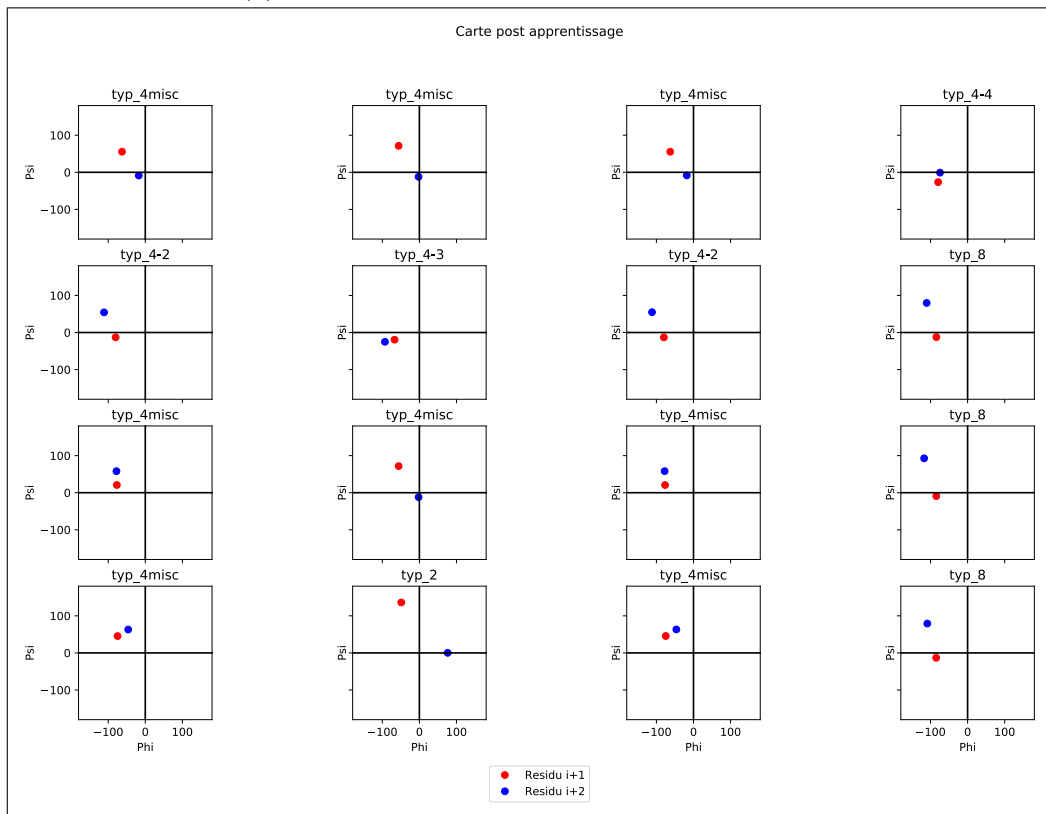 Carte post apprentissage
typ_4misc typ_4misc typ_4misc typ_4-4
Psi 100 0 −100 Psi Psi Psi
typ_4-2 typ_4-3 typ_4-2 typ_8
Psi 100 0 −100 Psi Psi Psi
typ_4misc typ_4misc typ_4misc typ_8
Psi 100 0 −100 Psi Psi Psi
typ_4misc typ_2 typ_4misc typ_8
Psi 100 0 −100 Psi Psi Psi
−100 0 100 −100 0 100 −100 0 100 −100 0 100
Phi Phi Phi Phi
Residu i+1
Residu i+2